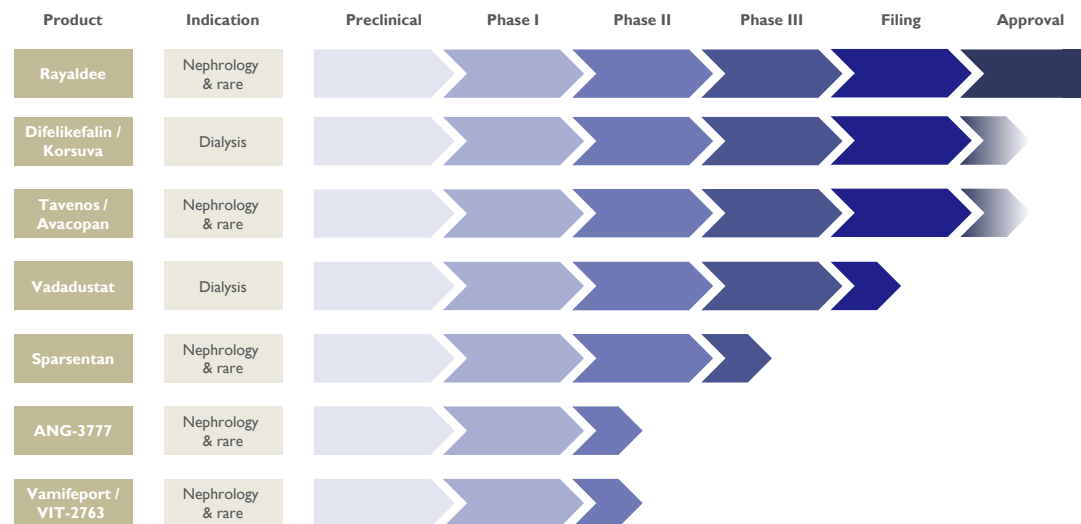 Product Indication Preclinical Phase I Phase II Phase III Filing Approval
Rayaldee
Nephrology
& rare
Difelikefalin /
Korsuva
Dialysis
Tavenos /
Avacopan
Nephrology
& rare
Vadadustat
Dialysis
Sparsentan
Nephrology
& rare
ANG-3777
Nephrology
& rare
Vamifeport /
VIT-2763
Nephrology
& rare